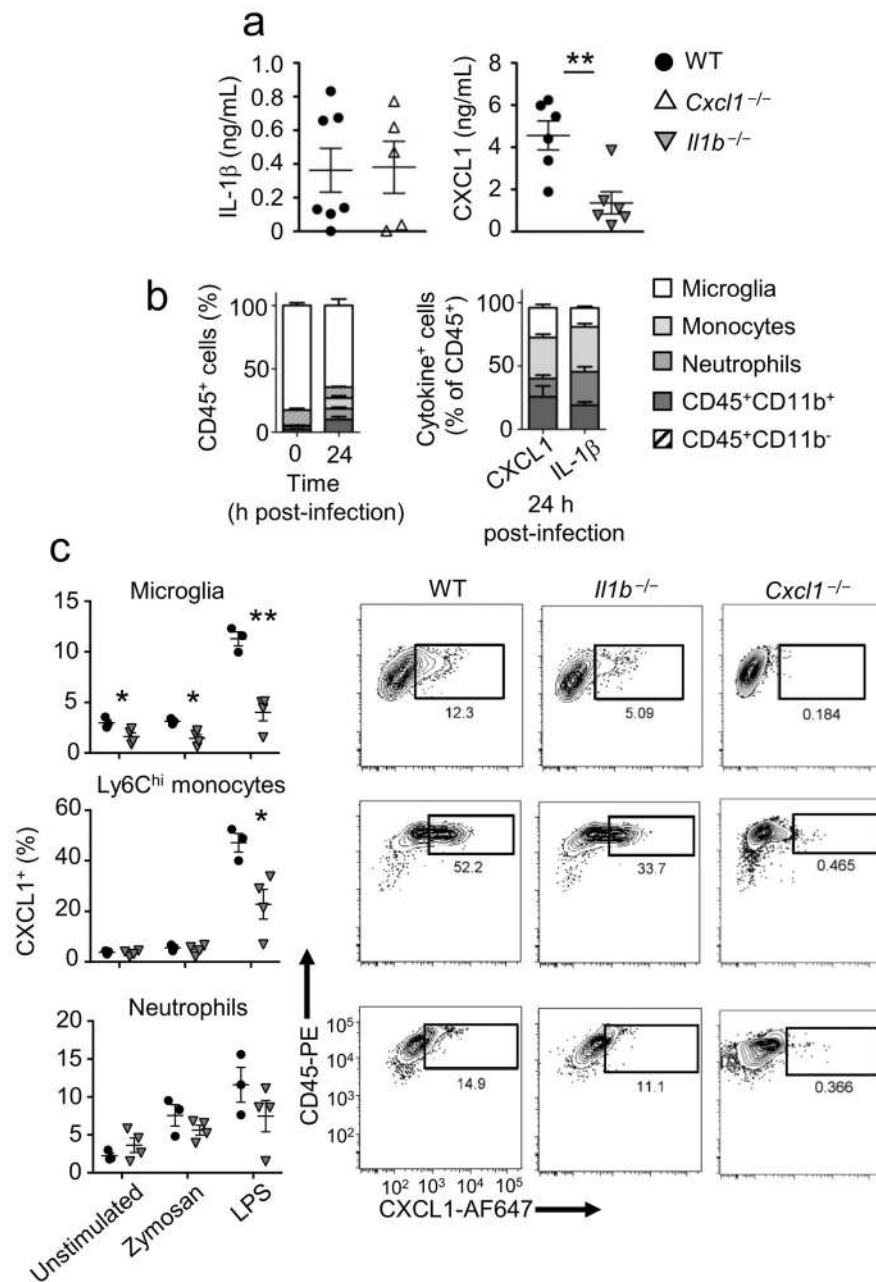 a
IL-1β (ng/mL)
1.0
0.8
0.6
0.4
0.2
0
CXCL1 (ng/mL)
8
6
4
2
0
**
WT
Cxcl1−/−
Il1b−/−
b
CD45+ cells (%)
100
50
0
0 24
Time
(h post-infection)
Cytokine+ cells
(% of CD45+)
100
50
0
CXCL1
IL-1β
24 h
post-infection
Microglia
Monocytes
Neutrophils
CD45+CD11b+
CD45+CD11b-
c
CXCL1+ (%)
Microglia
15
10
5
0
* * **
Ly6Chi monocytes
60
40
20
0
*
Neutrophils
20
15
10
5
0
Unstimulated
Zymosan
LPS
WT Il1b−/− Cxcl1−/−
12.3 5.09 0.184
52.2 33.7 0.465
14.9 11.1 0.366
CD45-PE
105
104
103
102
102 103 104 105
CXCL1-AF647